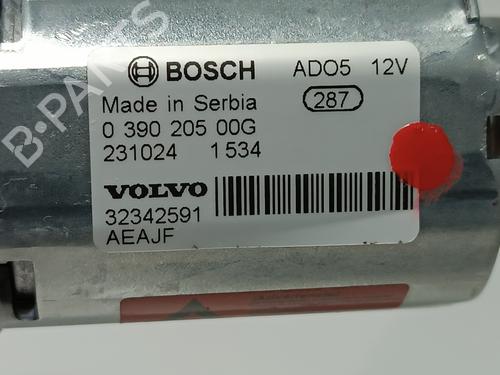 BOSCH ADO5 12V
Made in Serbia 287
0 390 205 00G
231024 1534
VOLVO
32342591
AEAJF
B-PARTS